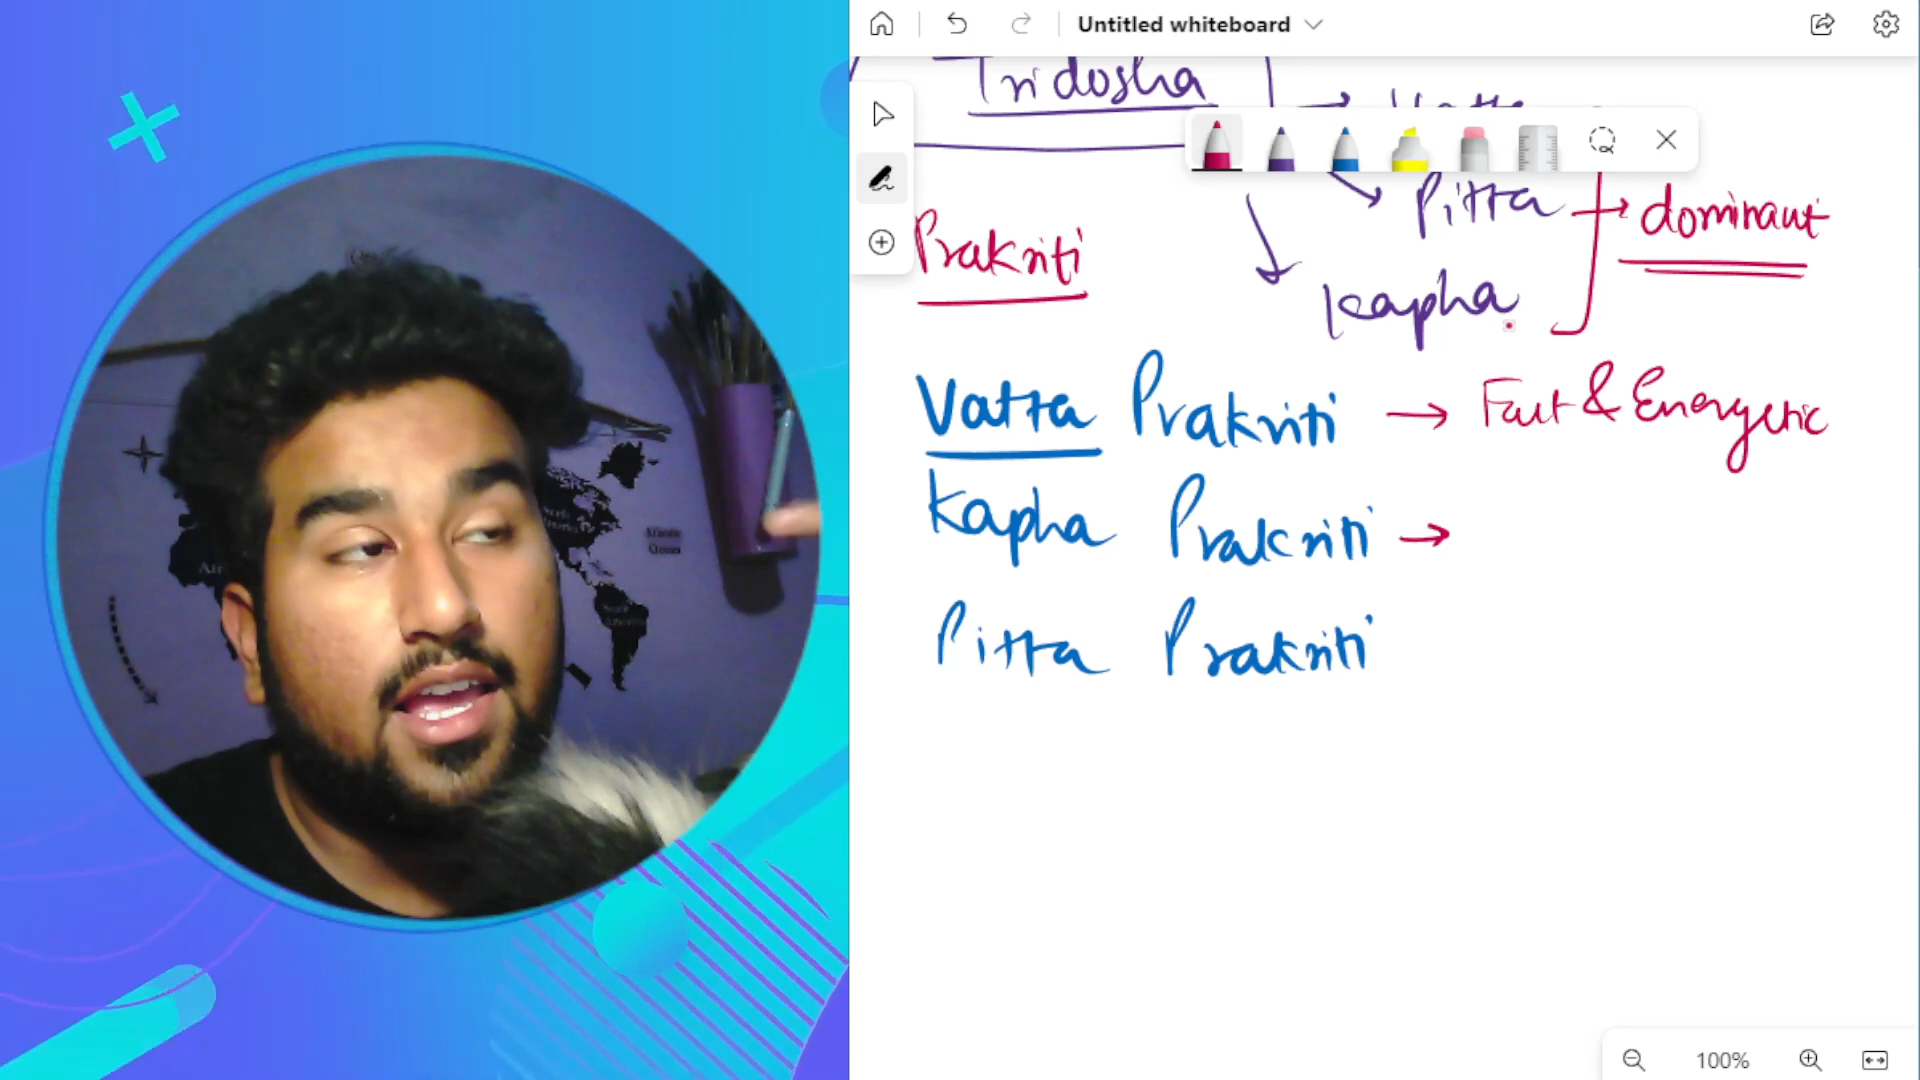 Untitled whiteboard
Tridosha
Pitta → dominant
Prakriti
Kapha
Vatta Prakriti → Fast & Energetic
Kapha Prakriti →
Pitta Prakriti
100%